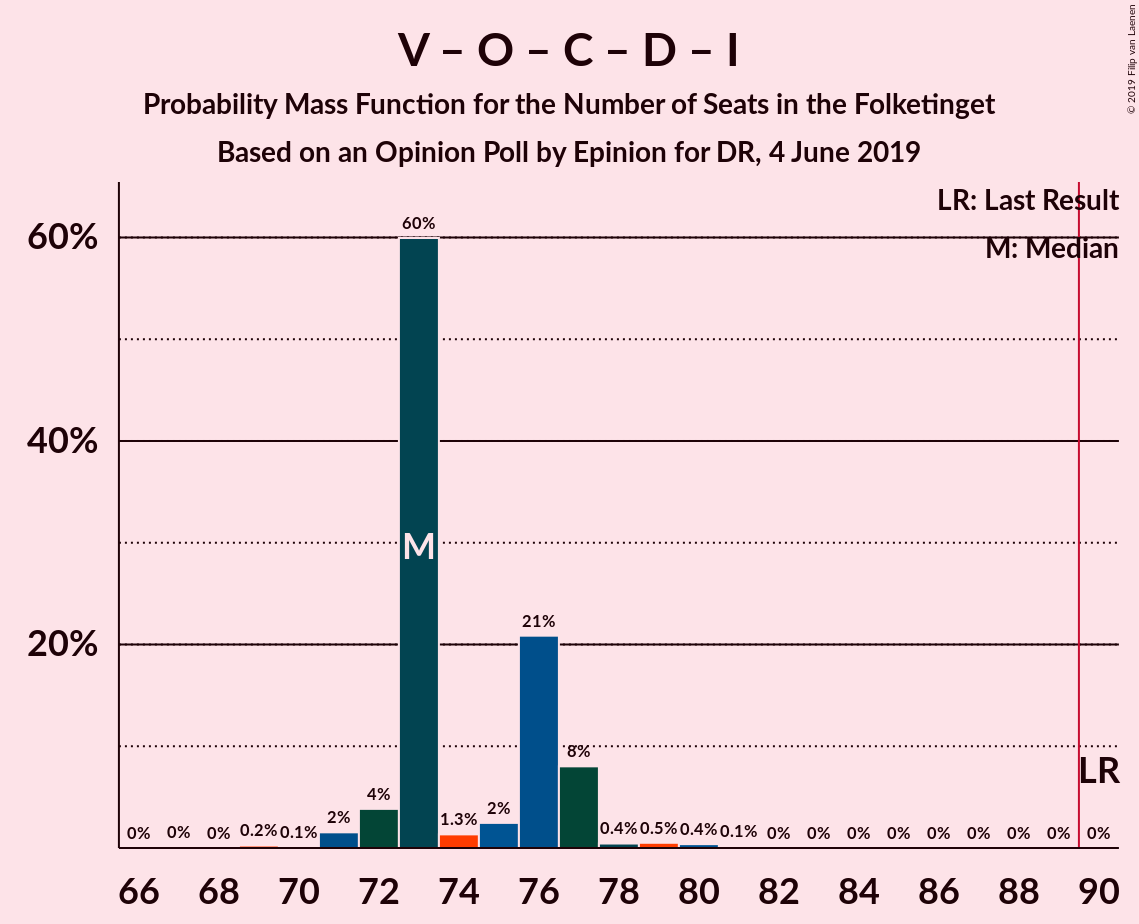 V – O – C – D – I
Probability Mass Function for the Number of Seats in the Folketinget
Based on an Opinion Poll by Epinion for DR, 4 June 2019
© 2019 Filip van Laenen
LR: Last Result
M: Median
60%
40%
20%
0% 0% 0% 0.2% 0.1% 2% 4% 60% 1.3% 2% 21% 8% 0.4% 0.5% 0.4% 0.1% 0% 0% 0% 0% 0% 0% 0% 0% 0%
M
LR
66 68 70 72 74 76 78 80 82 84 86 88 90